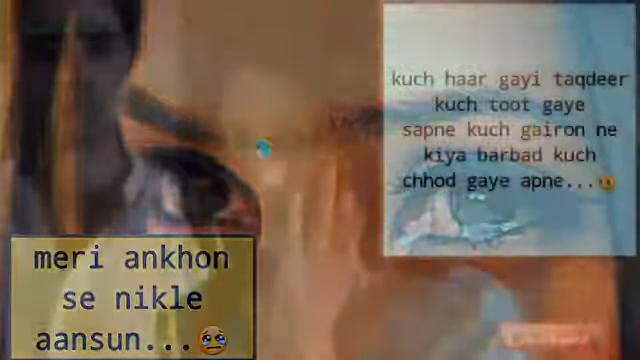 kuch haar gayi taqdeer
kuch toot gaye
sapne kuch gairon ne
kiya barbad kuch
chhod gaye apne...😢
meri ankhon
se nikle
aansun...😢